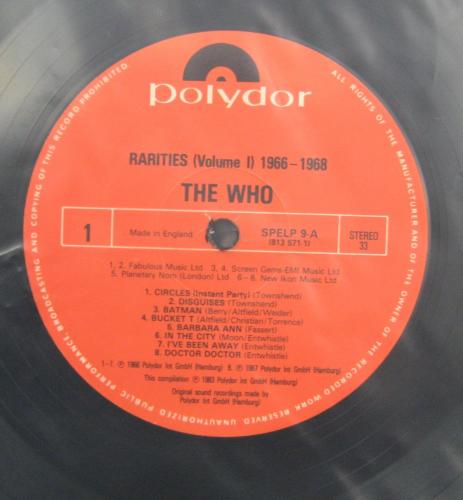 polydor
RARITIES (Volume I) 1966-1968
THE WHO
1
Made in England
SPELP 9-A
(813 571 1)
STEREO
33
1, 2. Fabulous Music Ltd 3, 4. Screen Gems-EMI Music Ltd
5. Planetary Nom (London) Ltd 6-8. New Ikon Music Ltd
1. CIRCLES (Instant Party) (Townshend)
2. DISGUISES (Townshend)
3. BATMAN (Berry/Altfield/Weider)
4. BUCKET T (Altfield/Christian/Torrence)
5. BARBARA ANN (Fassert)
6. IN THE CITY (Moon/Entwhistle)
7. I'VE BEEN AWAY (Entwhistle)
8. DOCTOR DOCTOR (Entwhistle)
1-7. ℗ 1966 Polydor Int GmbH (Hamburg) 8. ℗ 1967 Polydor Int GmbH (Hamburg)
This compilation ℗ 1983 Polydor Int GmbH (Hamburg)
Original sound recordings made by
Polydor Int GmbH (Hamburg)
ALL RIGHTS OF THE MANUFACTURER AND OF THE OWNER OF THE RECORDED WORK RESERVED. UNAUTHORIZED PUBLIC PERFORMANCE, BROADCASTING AND COPYING OF THIS RECORD PROHIBITED